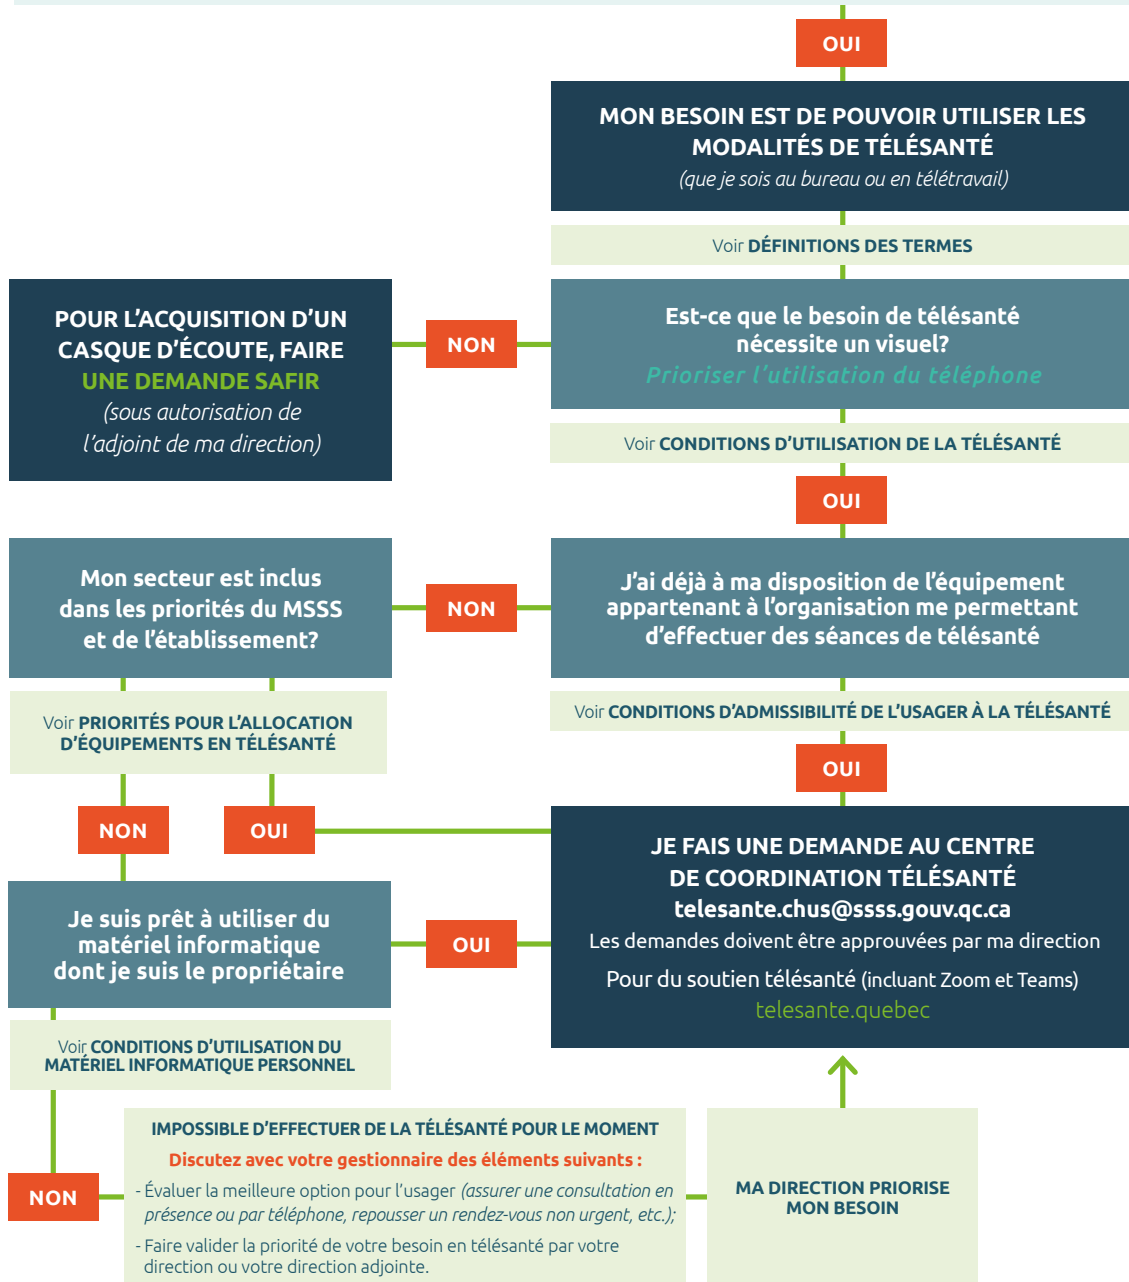 OUI
MON BESOIN EST DE POUVOIR UTILISER LES
MODALITÉS DE TÉLÉSANTÉ
(que je sois au bureau ou en télétravail)
Voir DÉFINITIONS DES TERMES
Est-ce que le besoin de télésanté
nécessite un visuel?
Prioriser l'utilisation du téléphone
NON
POUR L'ACQUISITION D'UN
CASQUE D'ÉCOUTE, FAIRE
UNE DEMANDE SAFIR
(sous autorisation de
l'adjoint de ma direction)
Voir CONDITIONS D'UTILISATION DE LA TÉLÉSANTÉ
OUI
J'ai déjà à ma disposition de l'équipement
appartenant à l'organisation me permettant
d'effectuer des séances de télésanté
NON
Mon secteur est inclus
dans les priorités du MSSS
et de l'établissement?
Voir PRIORITÉS POUR L'ALLOCATION
D'ÉQUIPEMENTS EN TÉLÉSANTÉ
Voir CONDITIONS D'ADMISSIBILITÉ DE L'USAGER À LA TÉLÉSANTÉ
OUI
NON
OUI
JE FAIS UNE DEMANDE AU CENTRE
DE COORDINATION TÉLÉSANTÉ
telesante.chus@ssss.gouv.qc.ca
Les demandes doivent être approuvées par ma direction
Pour du soutien télésanté (incluant Zoom et Teams)
telesante.quebec
Je suis prêt à utiliser du
matériel informatique
dont je suis le propriétaire
OUI
Voir CONDITIONS D'UTILISATION DU
MATÉRIEL INFORMATIQUE PERSONNEL
NON
IMPOSSIBLE D'EFFECTUER DE LA TÉLÉSANTÉ POUR LE MOMENT
Discutez avec votre gestionnaire des éléments suivants :
- Évaluer la meilleure option pour l'usager (assurer une consultation en
présence ou par téléphone, repousser un rendez-vous non urgent, etc.);
- Faire valider la priorité de votre besoin en télésanté par votre
direction ou votre direction adjointe.
MA DIRECTION PRIORISE
MON BESOIN